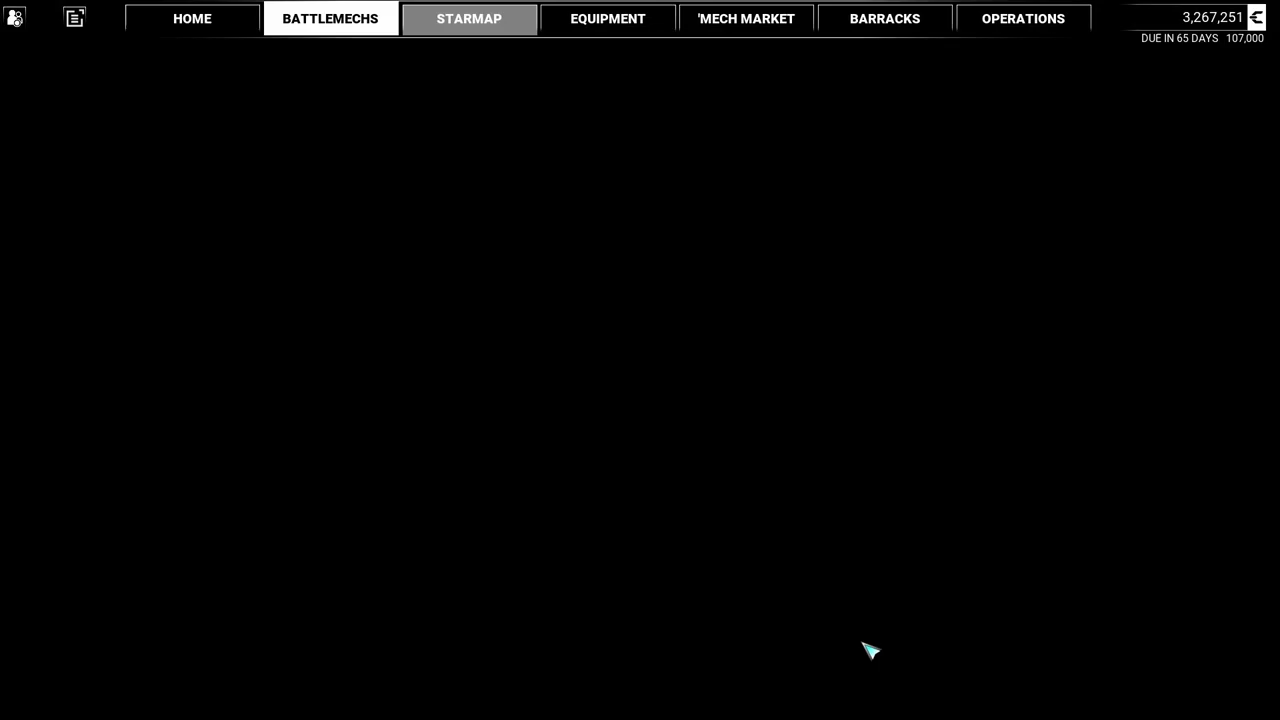 HOME BATTLEMECHS STARMAP EQUIPMENT 'MECH MARKET BARRACKS OPERATIONS 3,267,251
DUE IN 65 DAYS 107,000